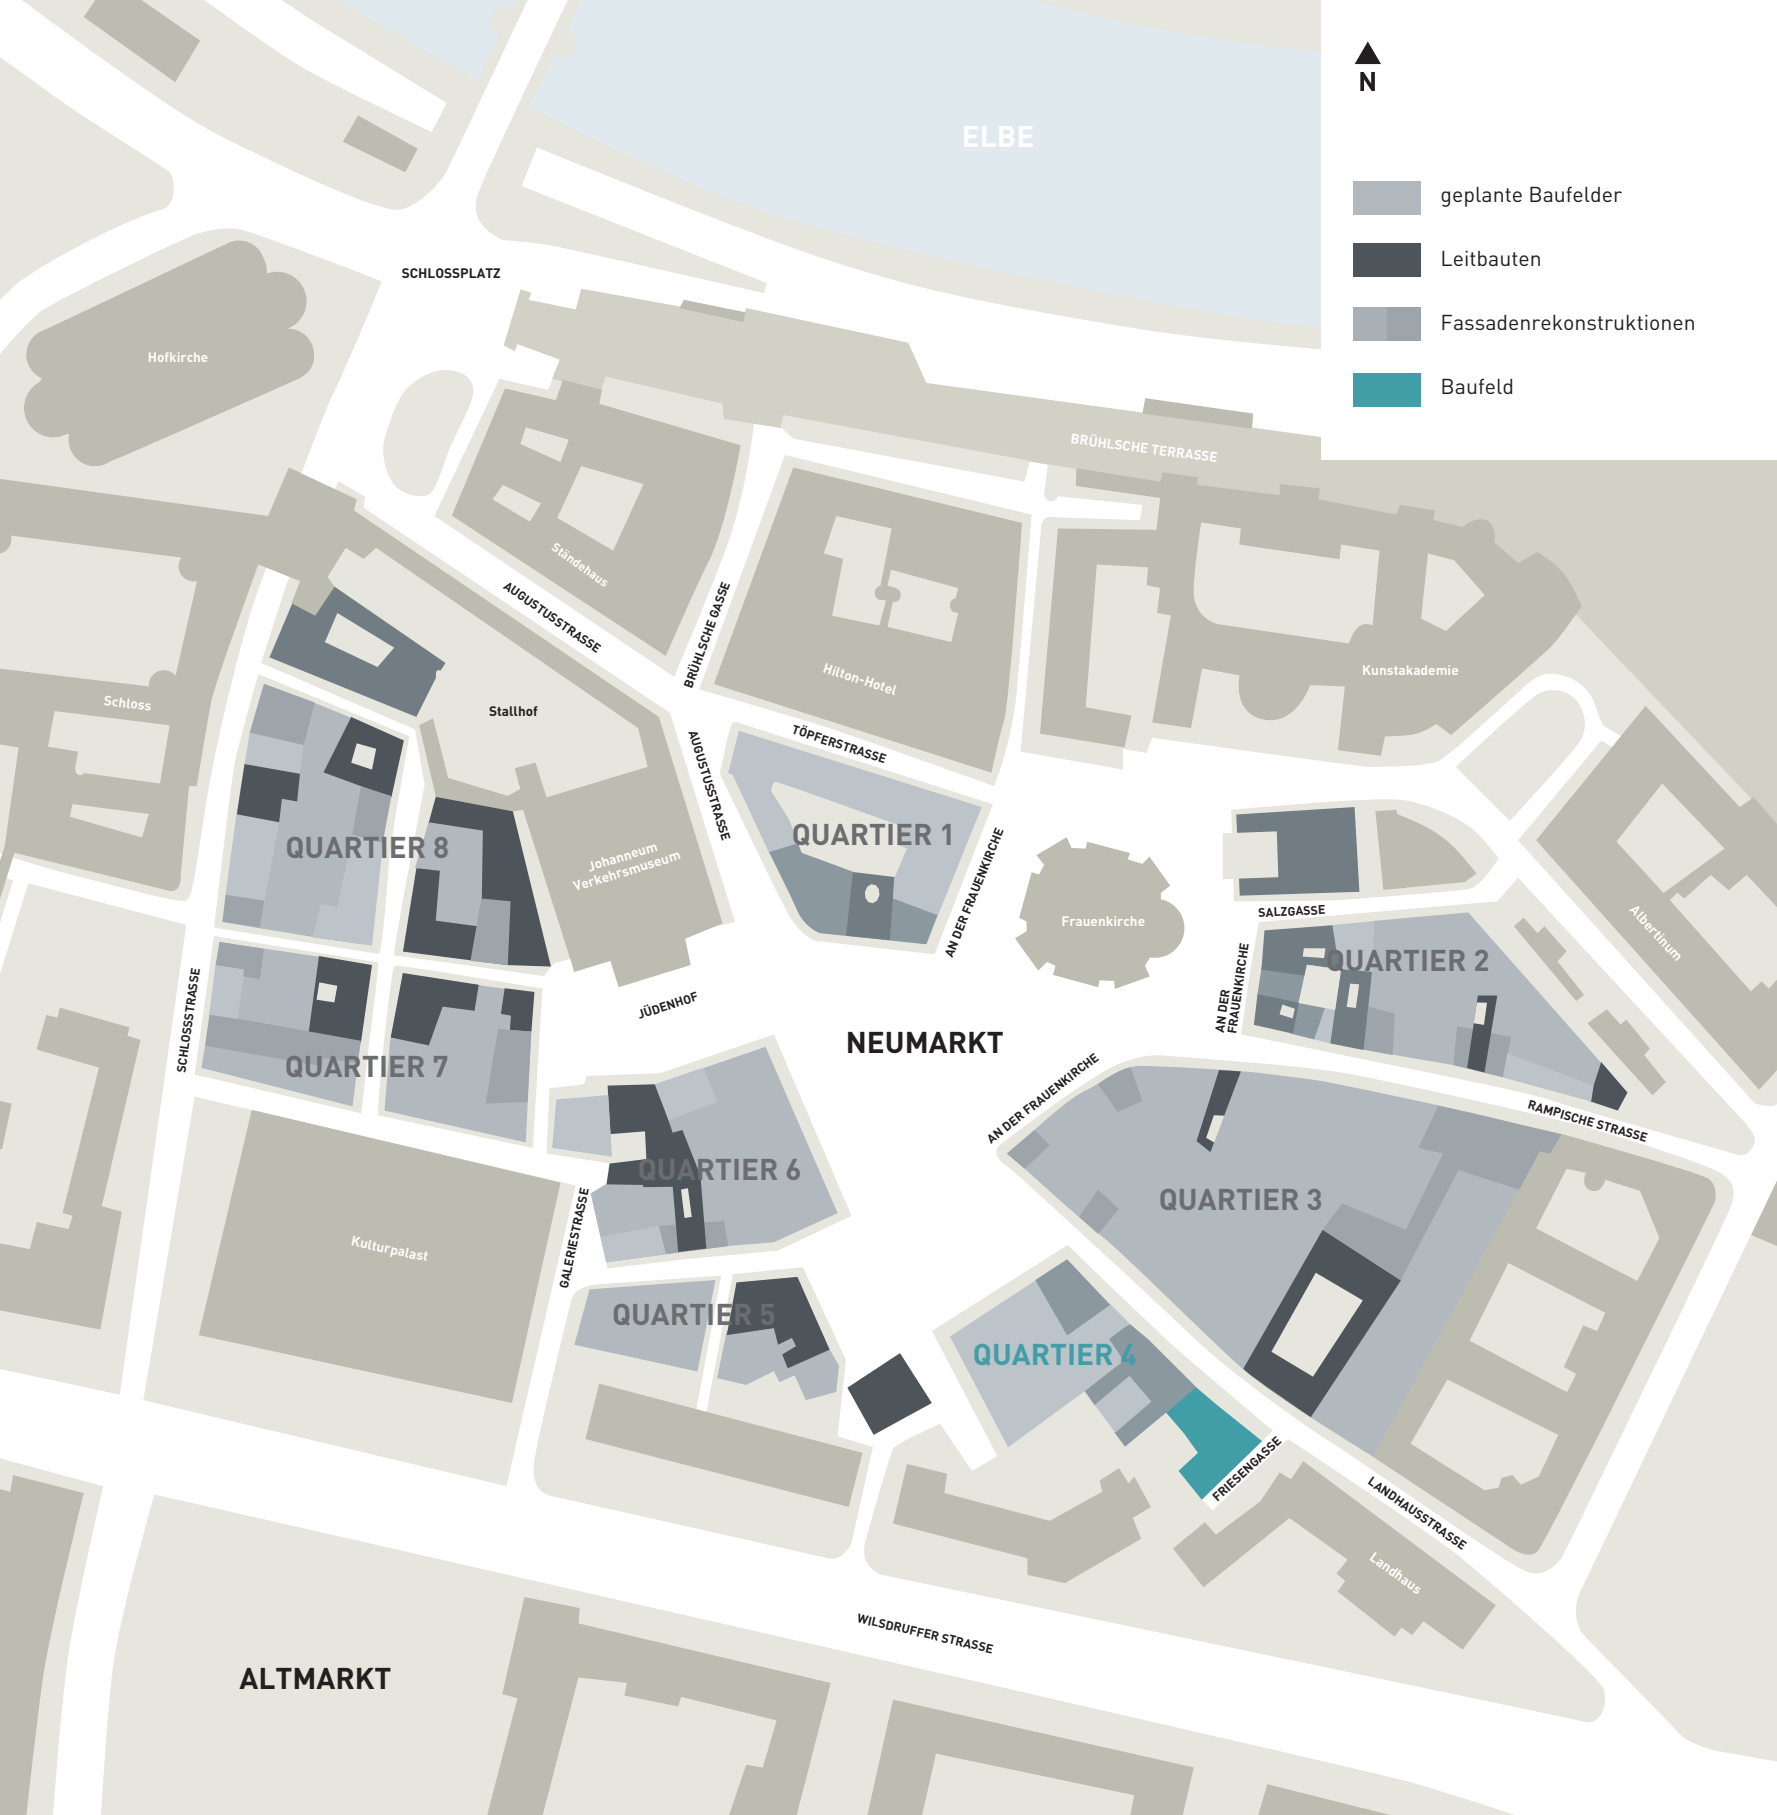 N
ELBE
geplante Baufelder
Leitbauten
SCHLOSSPLATZ
Fassadenrekonstruktionen
Hofkirche
Baufeld
BRÜHLSCHE TERRASSE
Ständehaus
AUGUSTUSSTRASSE
BRÜHLSCHE GASSE
Hilton-Hotel
Kunstakademie
Schloss
Stallhof
TÖPFERSTRASSE
AUGUSTUSSTRASSE
QUARTIER 1
QUARTIER 8
Johanneum
Verkehrsmuseum
AN DER FRAUENKIRCHE
SALZGASSE
Frauenkirche
Albertinum
QUARTIER 2
AN DER
FRAUENKIRCHE
SCHLOSSSTRASSE
JÜDENHOF
NEUMARKT
QUARTIER 7
AN DER FRAUENKIRCHE
RAMPISCHE STRASSE
QUARTIER 6
QUARTIER 3
Kulturpalast
GALERIESTRASSE
QUARTIER 5
QUARTIER 4
FRIESENGASSE
LANDHAUSSTRASSE
Landhaus
WILSDRUFFER STRASSE
ALTMARKT